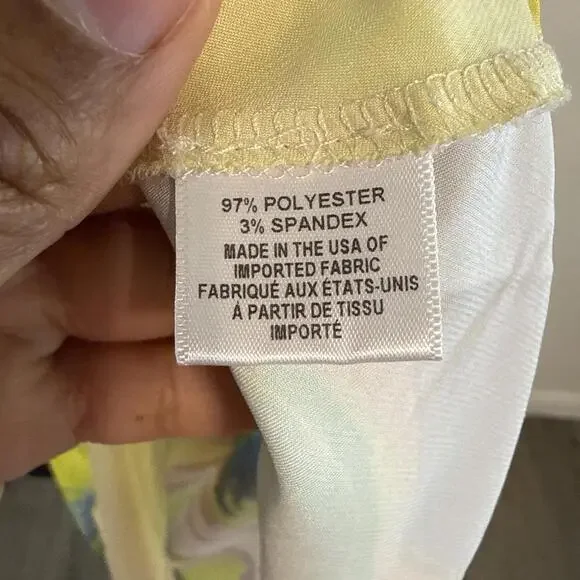 97% POLYESTER
3% SPANDEX
MADE IN THE USA OF
IMPORTED FABRIC
FABRIQUÉ AUX ÉTATS-UNIS
À PARTIR DE TISSU
IMPORTÉ